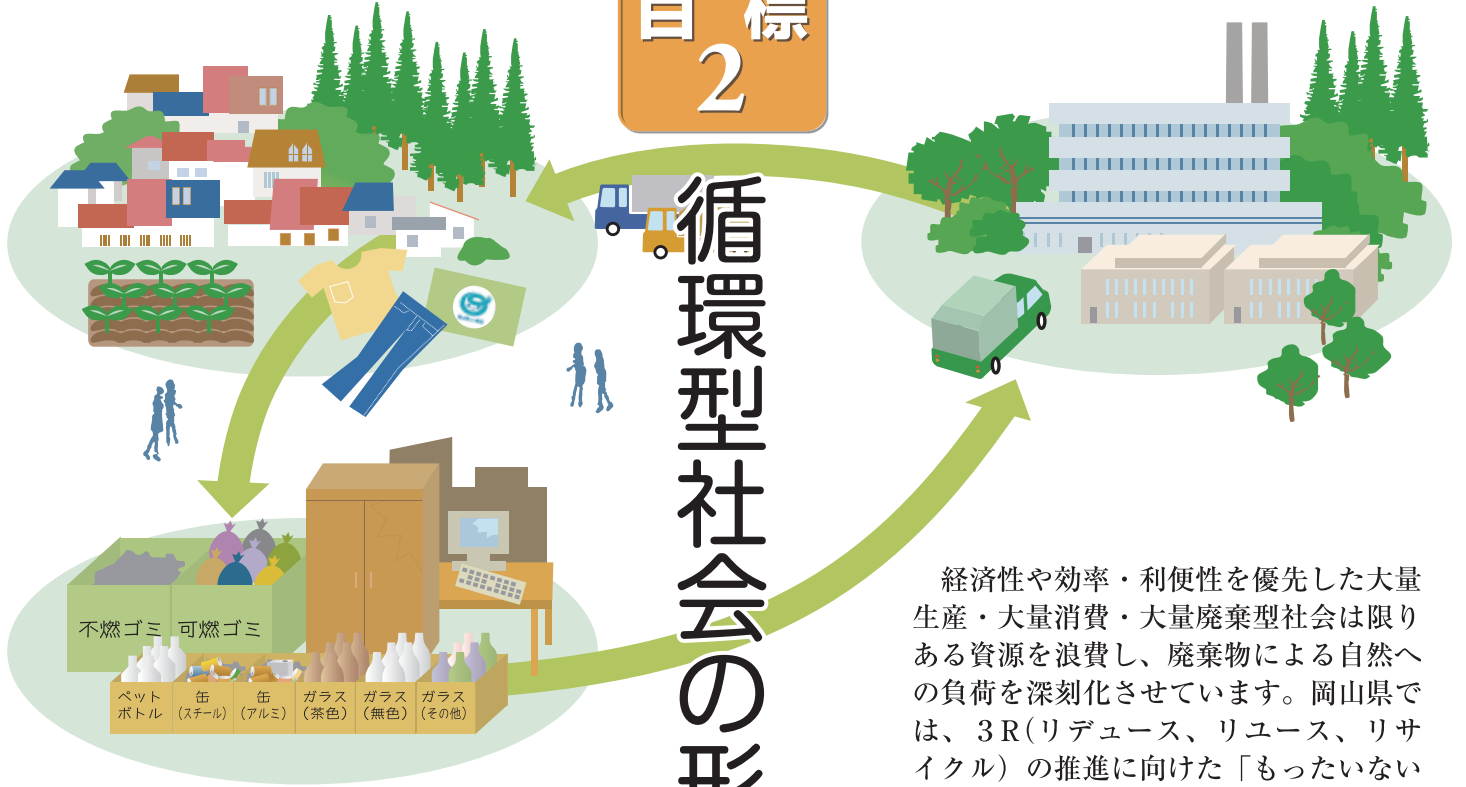 目 標
2
循環型社会の形
経済性や効率・利便性を優先した大量
生産・大量消費・大量廃棄型社会は限り
ある資源を浪費し、廃棄物による自然へ
の負荷を深刻化させています。岡山県で
は、３Ｒ(リデュース、リユース、リサ
イクル）の推進に向けた「もったいない
不燃ゴミ
可燃ゴミ
ペット
ボトル
缶
(スチール)
缶
(アルミ)
ガラス
(茶色)
ガラス
(無色)
ガラス
(その他)